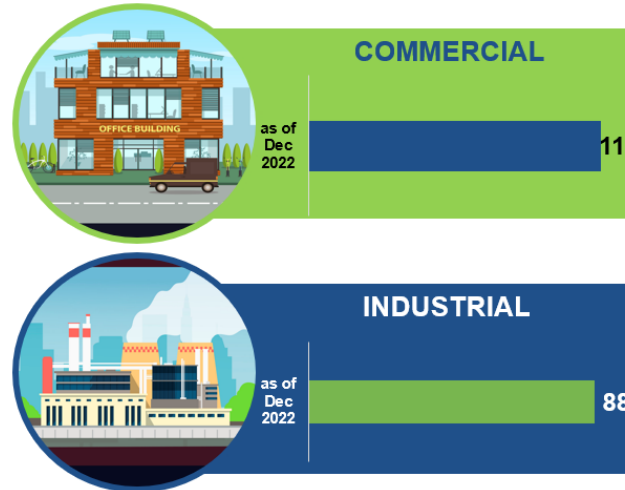 COMMERCIAL
OFFICE BUILDING
as of
Dec
2022
11
INDUSTRIAL
as of
Dec
2022
88